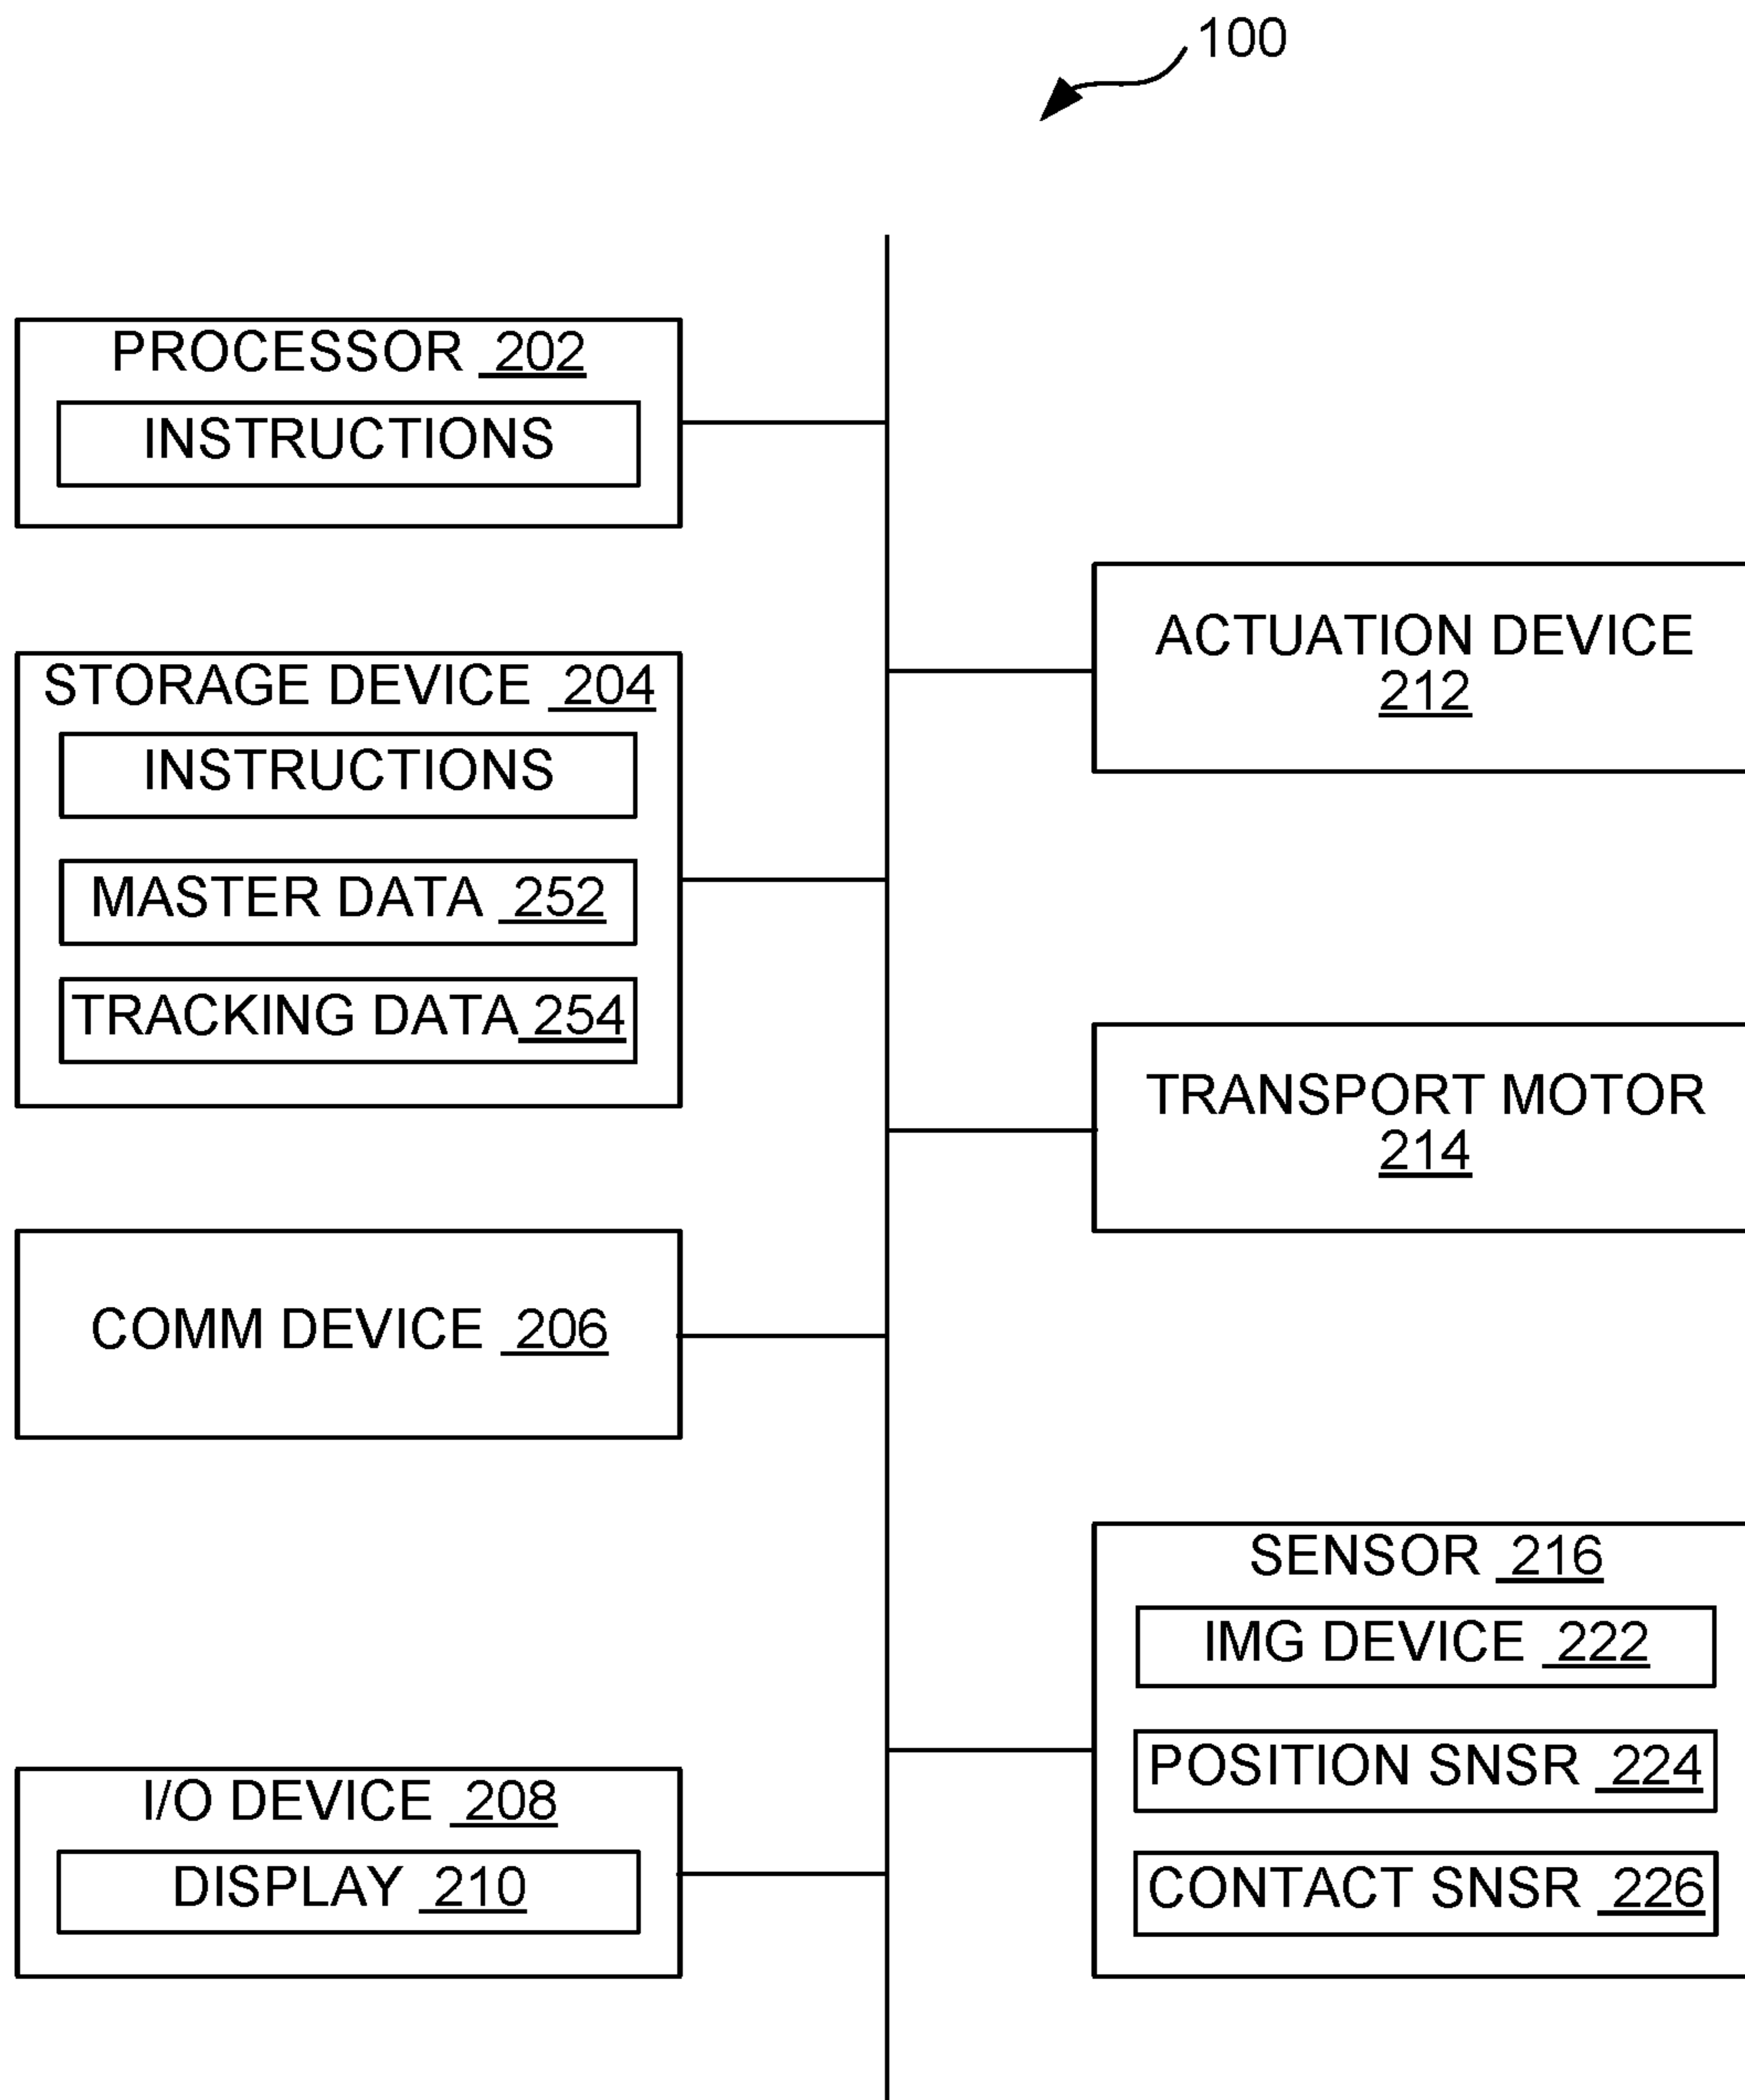 100
PROCESSOR 202
INSTRUCTIONS
STORAGE DEVICE 204
INSTRUCTIONS
MASTER DATA 252
TRACKING DATA 254
COMM DEVICE 206
I/O DEVICE 208
DISPLAY 210
ACTUATION DEVICE
212
TRANSPORT MOTOR
214
SENSOR 216
IMG DEVICE 222
POSITION SNSR 224
CONTACT SNSR 226